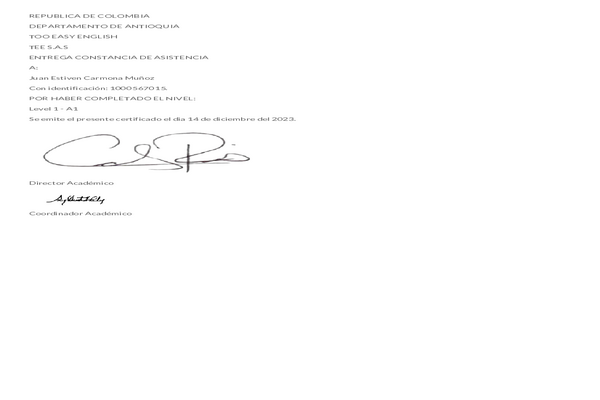 REPUBLICA DE COLOMBIA
DEPARTAMENTO DE ANTIOQUIA
TOO EASY ENGLISH
TEE S.A.S
ENTREGA CONSTANCIA DE ASISTENCIA
A:
Juan Estiven Carmona Muñoz
Con identificación: 1000567015.
POR HABER COMPLETADO EL NIVEL:
Level 1 - A1
Se emite el presente certificado el dia 14 de diciembre del 2023.
Director Académico
Coordinador Académico